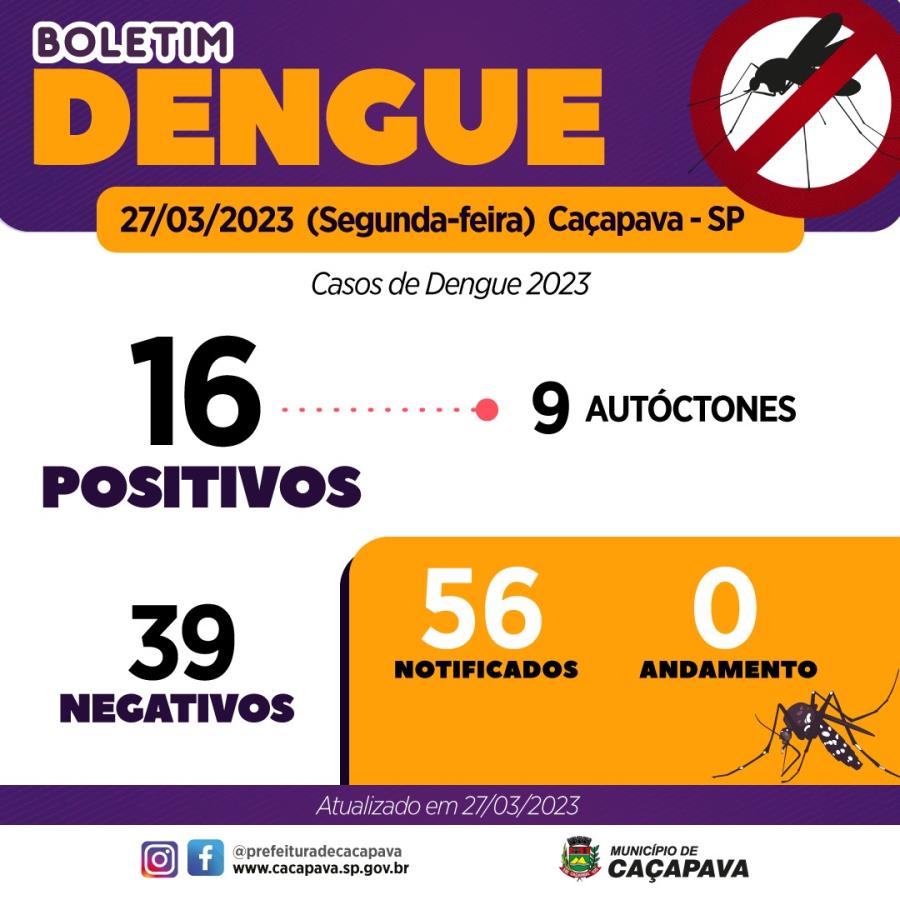 BOLETIM
DENGUE
27/03/2023 (Segunda-feira) Caçapava - SP
Casos de Dengue 2023
16
POSITIVOS
9 AUTÓCTONES
39
NEGATIVOS
56
NOTIFICADOS
0
ANDAMENTO
Atualizado em 27/03/2023
@prefeituradecacapava
www.cacapava.sp.gov.br
MUNICÍPIO DE
CAÇAPAVA